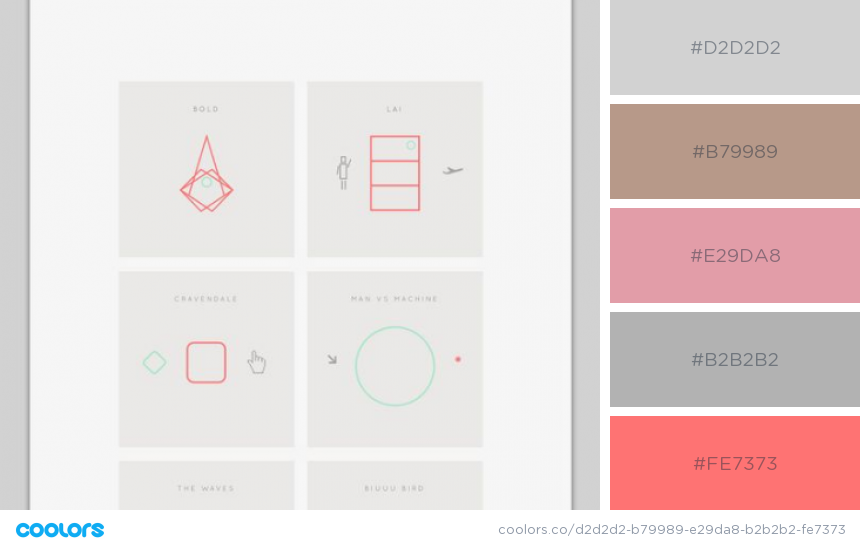 BOLD
LAI
CRAVENDALE
MAN VS MACHINE
THE WAVES
BIUUU BIRD
#D2D2D2
#B79989
#E29DA8
#B2B2B2
#FE7373
coolors
coolors.co/d2d2d2-b79989-e29da8-b2b2b2-fe7373